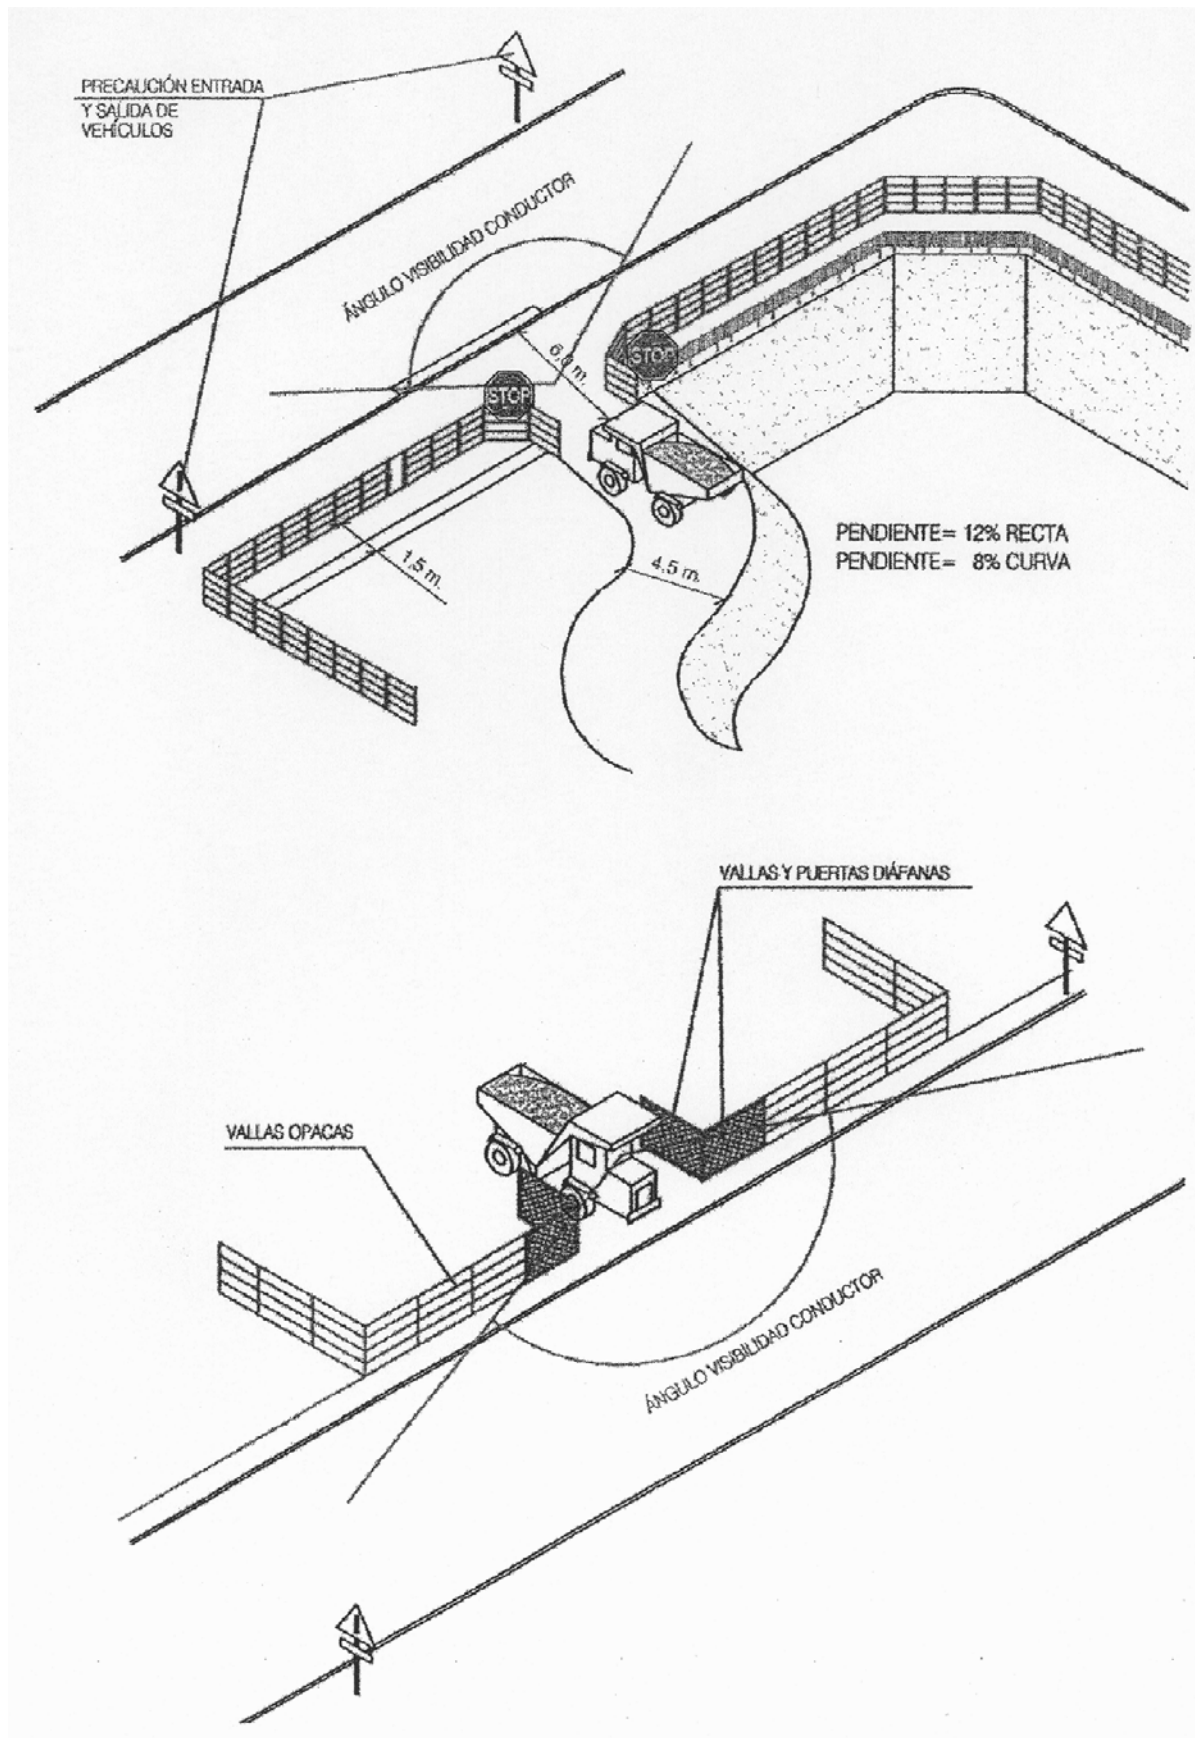 PRECAUCIÓN ENTRADA
Y SALIDA DE
VEHÍCULOS
ÁNGULO VISIBILIDAD CONDUCTOR
STOP
6,0 m.
STOP
1,5 m.
4,5 m.
PENDIENTE= 12% RECTA
PENDIENTE= 8% CURVA
VALLAS Y PUERTAS DIÁFANAS
VALLAS OPACAS
ÁNGULO VISIBILIDAD CONDUCTOR